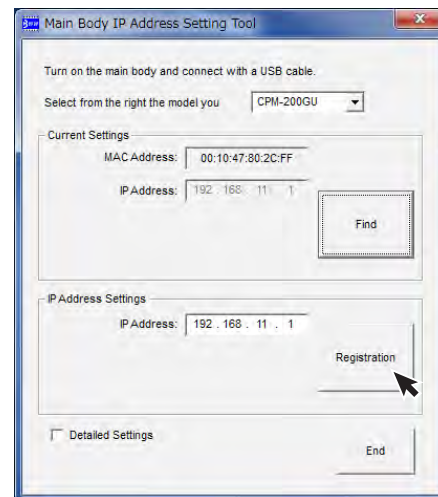 Main Body IP Address Setting Tool
Turn on the main body and connect with a USB cable.
Select from the right the model you CPM-200GU
Current Settings
MAC Address: 00:10:47:80:2C:FF
IP Address: 192 . 168 . 11 . 1
Find
IP Address Settings
IP Address: 192 . 168 . 11 . 1
Registration
Detailed Settings
End